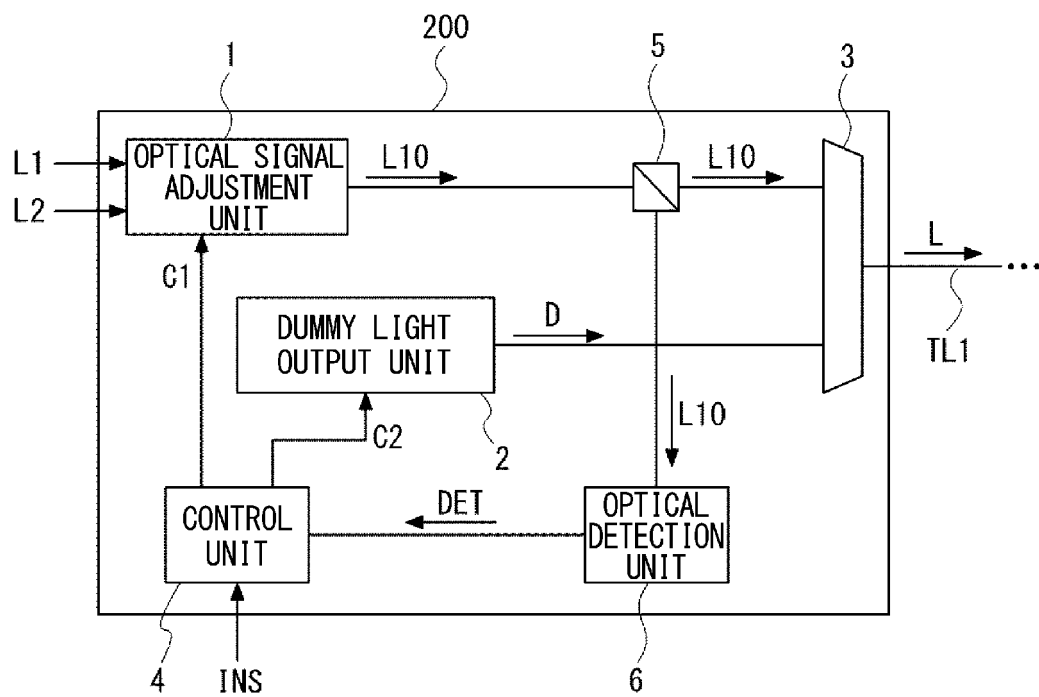 200
1
5
3
L1
L2
OPTICAL SIGNAL
ADJUSTMENT
UNIT
L10
L10
L
TL1
C1
DUMMY LIGHT
OUTPUT UNIT
D
C2
2
L10
CONTROL
UNIT
DET
OPTICAL
DETECTION
UNIT
4
INS
6